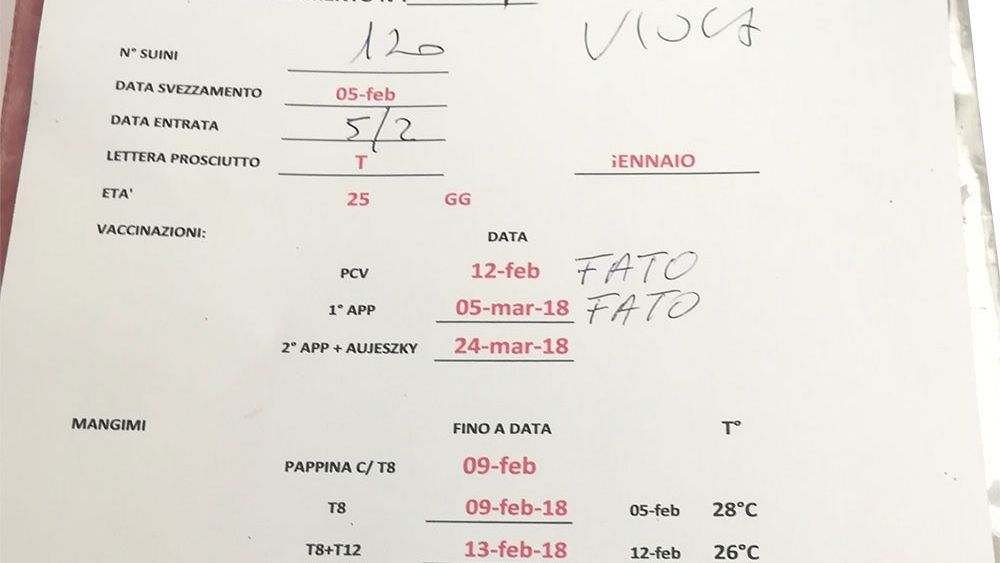 VIOLA
N° SUINI 120
DATA SVEZZAMENTO 05-feb
DATA ENTRATA 5/2
LETTERA PROSCIUTTO T iENNAIO
ETA' 25 GG
VACCINAZIONI: DATA
PCV 12-feb FATO
1° APP 05-mar-18 FATO
2° APP + AUJESZKY 24-mar-18
MANGIMI FINO A DATA T°
PAPPINA C/ T8 09-feb
T8 09-feb-18 05-feb 28°C
T8+T12 13-feb-18 12-feb 26°C